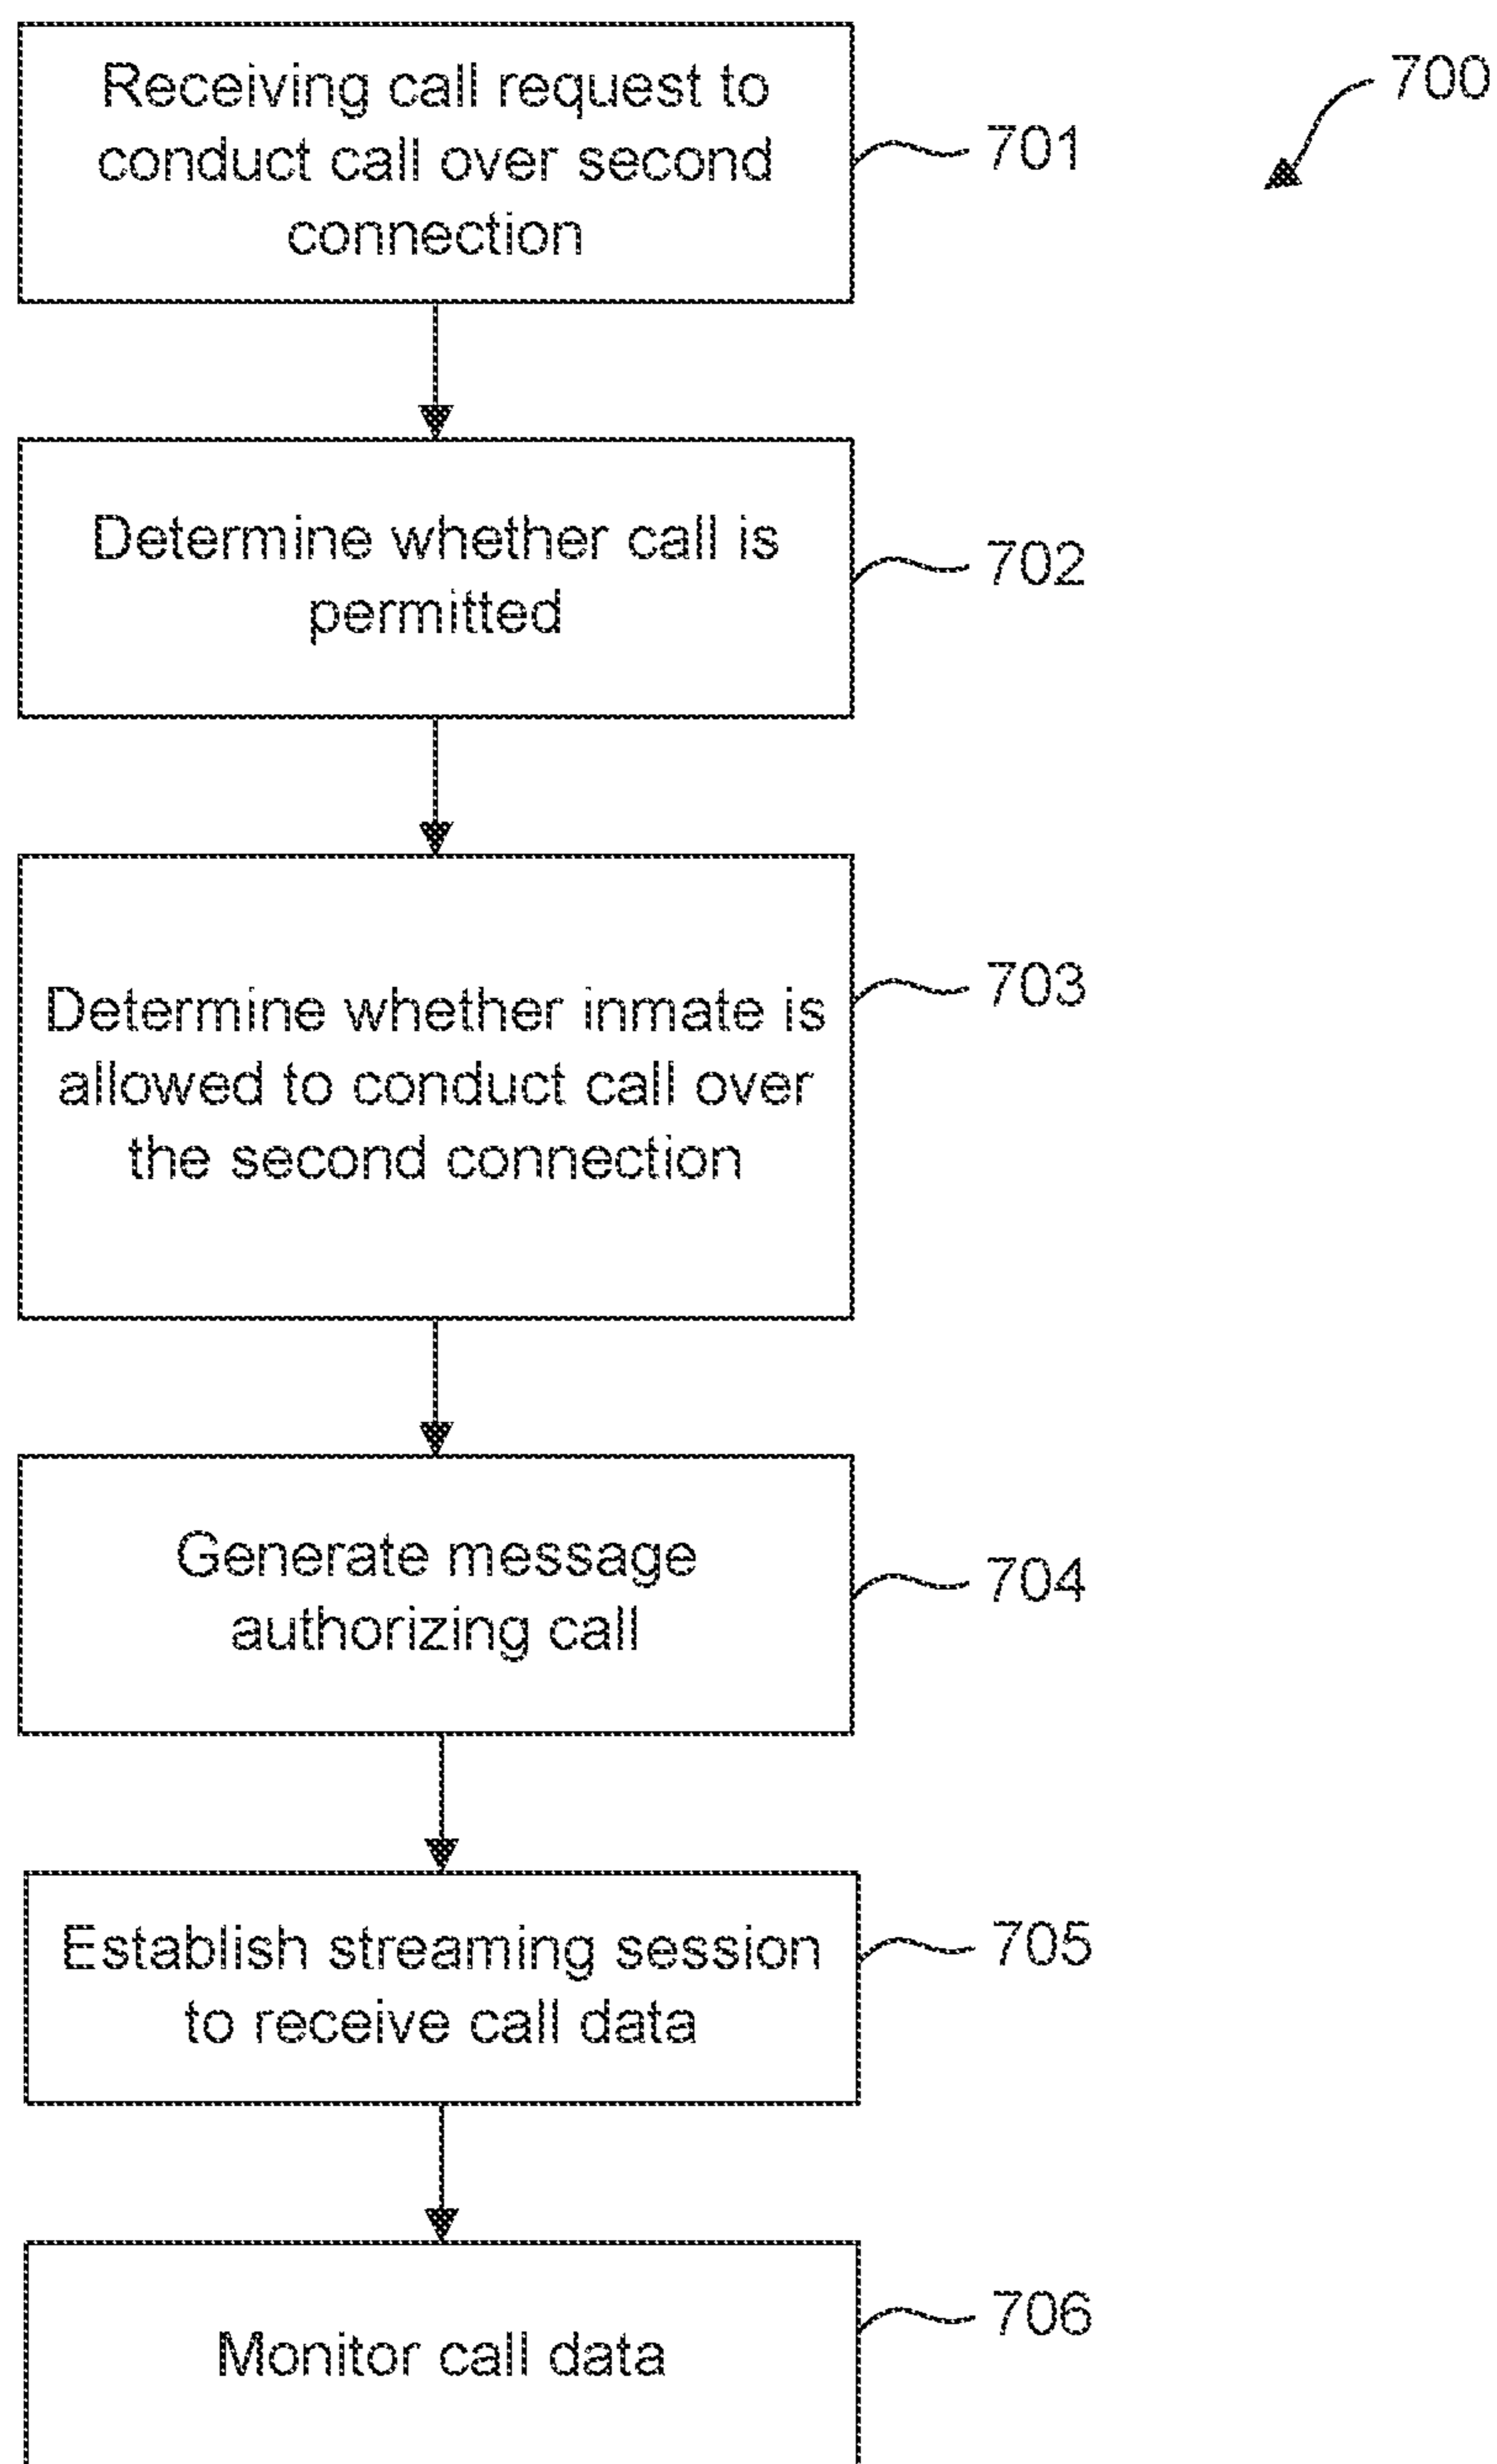 700
Receiving call request to
conduct call over second
connection
701
Determine whether call is
permitted
702
Determine whether inmate is
allowed to conduct call over
the second connection
703
Generate message
authorizing call
704
Establish streaming session
to receive call data
705
Monitor call data
706